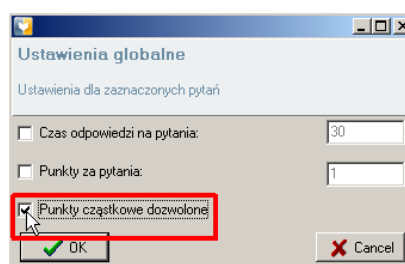 Ustawienia globalne
Ustawienia dla zaznaczonych pytań
Czas odpowiedzi na pytania: 30
Punkty za pytania: 1
Punkty cząstkowe dozwolone
OK Cancel